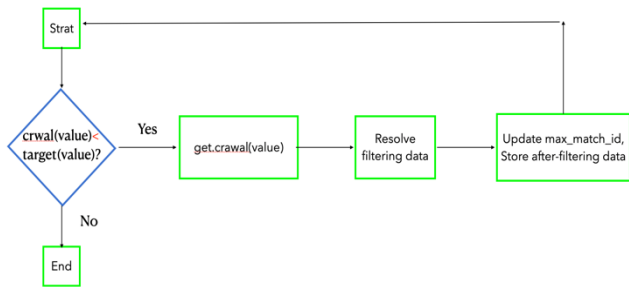 Strat
crwal(value)<
target(value)?
Yes
get.crawal(value)
Resolve
filtering data
Update max_match_id,
Store after-filtering data
No
End